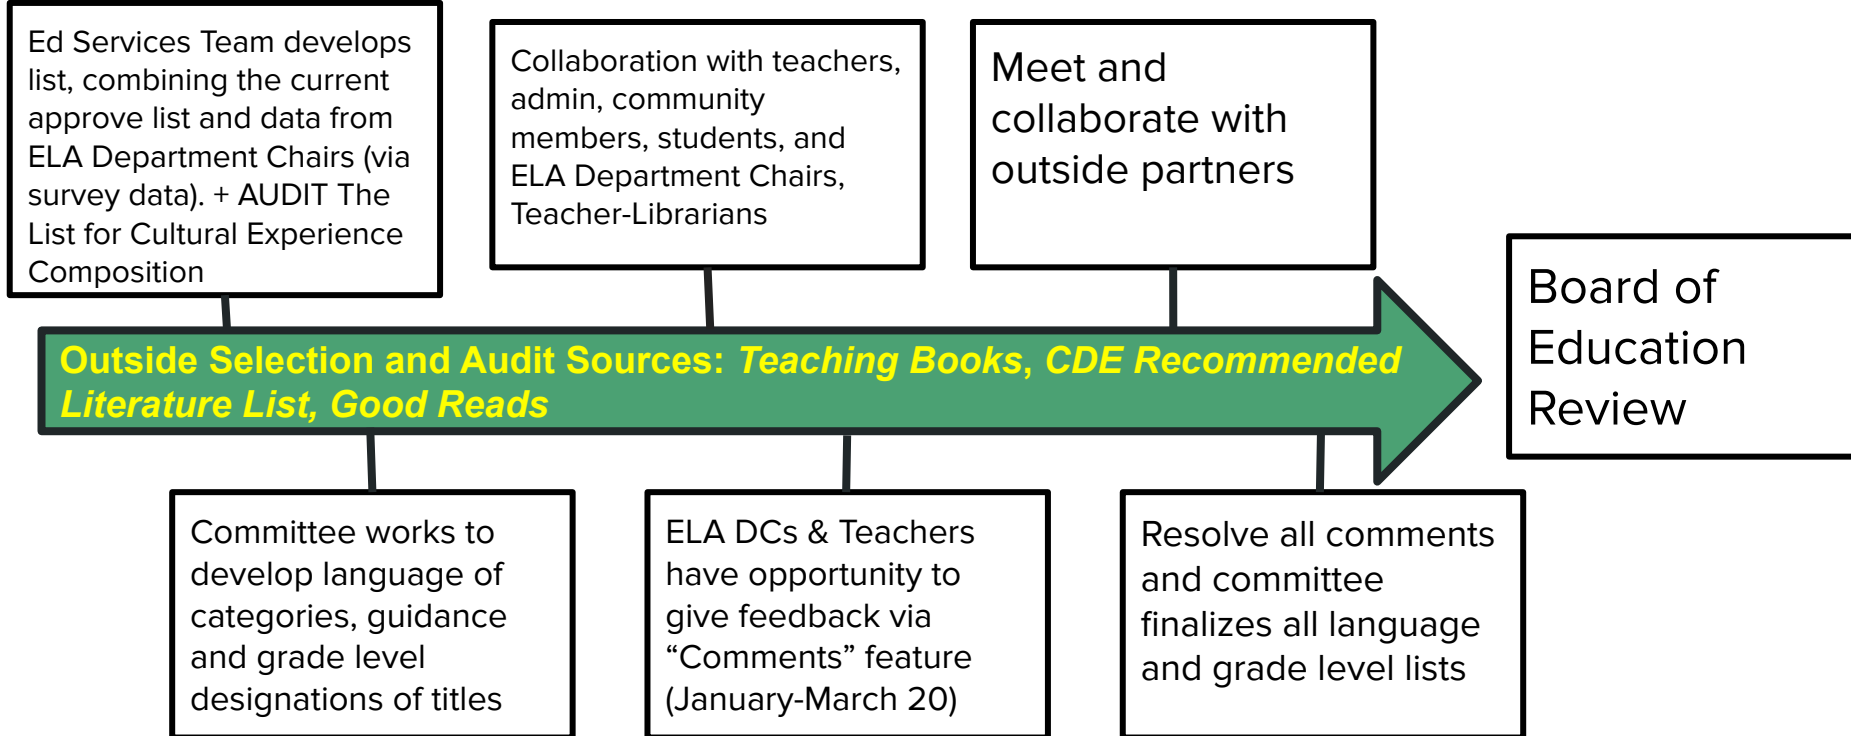 Ed Services Team develops
list, combining the current
approve list and data from
ELA Department Chairs (via
survey data). + AUDIT The
List for Cultural Experience
Composition
Collaboration with teachers,
admin, community
members, students, and
ELA Department Chairs,
Teacher-Librarians
Meet and
collaborate with
outside partners
Board of
Education
Review
Outside Selection and Audit Sources: Teaching Books, CDE Recommended
Literature List, Good Reads
Committee works to
develop language of
categories, guidance
and grade level
designations of titles
ELA DCs & Teachers
have opportunity to
give feedback via
“Comments” feature
(January-March 20)
Resolve all comments
and committee
finalizes all language
and grade level lists